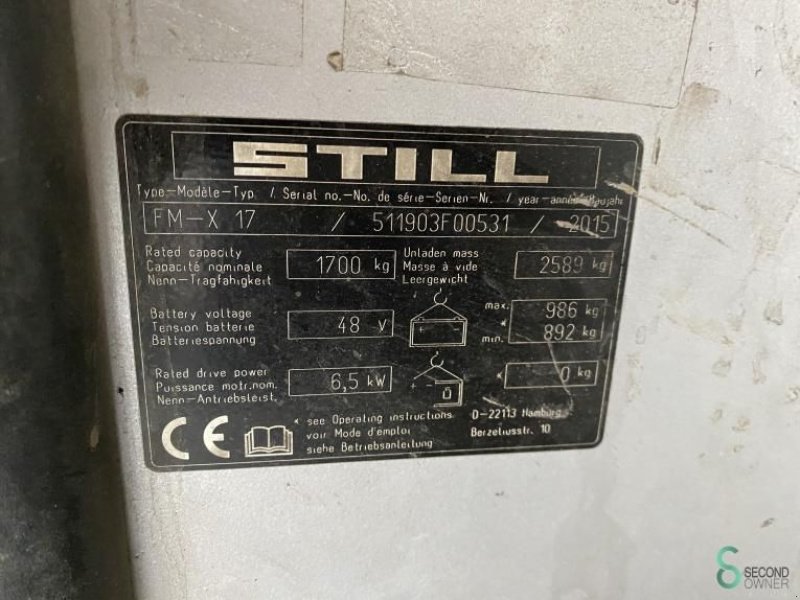 STILL
Type-Modèle-Typ / Serial no.-No. de série-Serien-Nr. / year-année-Baujahr
FM-X 17 / 511903F00531 / 2015
Rated capacity
Capacité nominale
Nenn-Tragfähigkeit
1700 kg
Unladen mass
Masse à vide
Leergewicht
2589 kg
Battery voltage
Tension batterie
Batteriespannung
48 V
max. 986 kg
*
min. 892 kg
Rated drive power
Puissance motr.nom.
Nenn-Antriebsleist.
6,5 kW
* 0 kg
CE
* see Operating instructions
voir Mode d'emploi
siehe Betriebsanleitung
D-22113 Hamburg
Berzeliusstr. 10
SECOND
OWNER